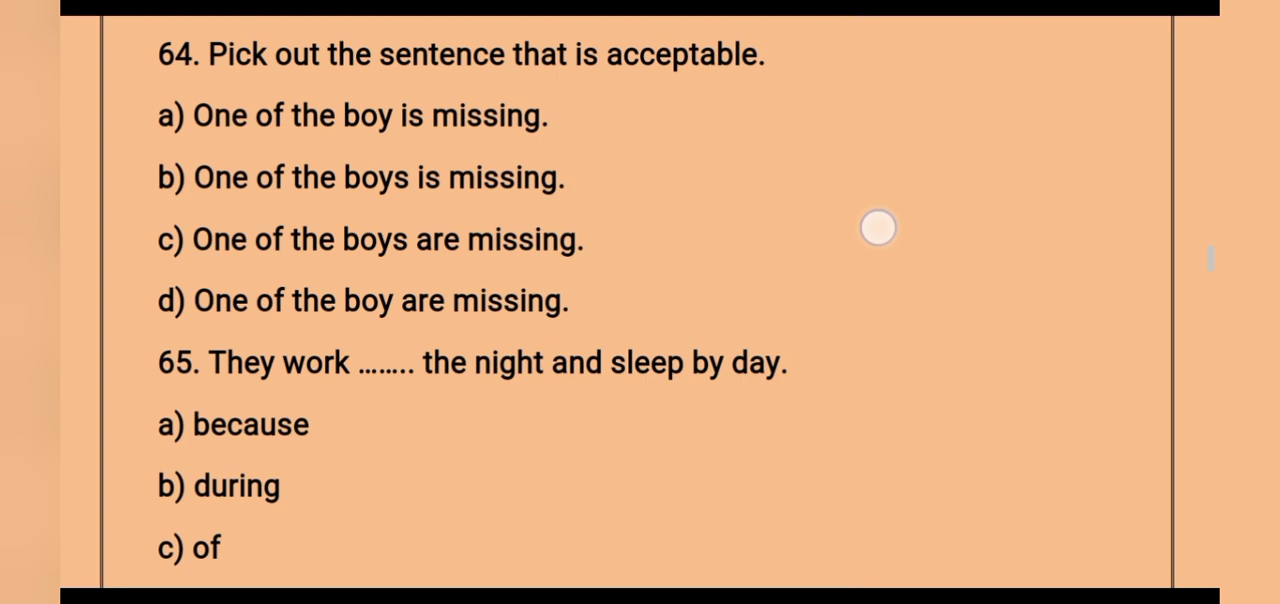 64. Pick out the sentence that is acceptable.
a) One of the boy is missing.
b) One of the boys is missing.
c) One of the boys are missing.
d) One of the boy are missing.
65. They work ........ the night and sleep by day.
a) because
b) during
c) of